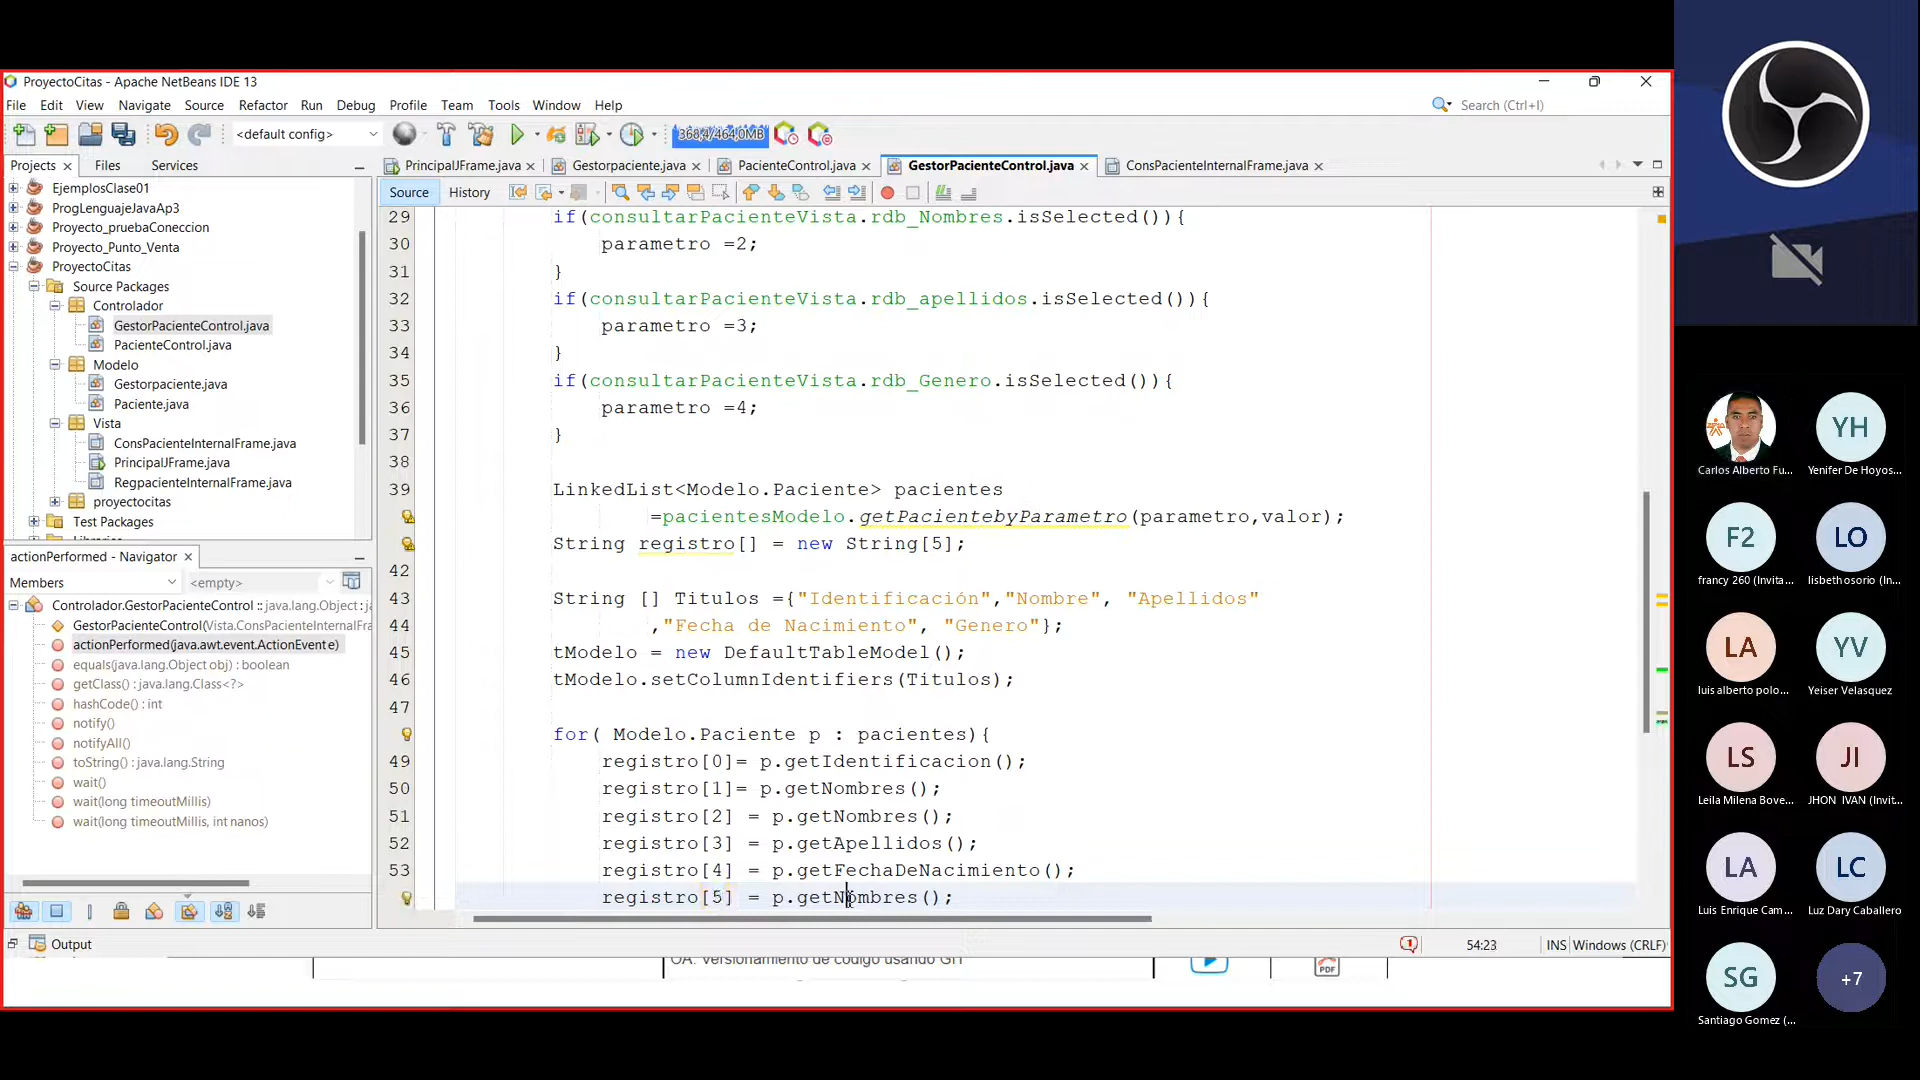 ProyectoCitas - Apache NetBeans IDE 13
File Edit View Navigate Source Refactor Run Debug Profile Team Tools Window Help
Search (Ctrl+I)
<default config>
368,4/464,0MB
Projects Files Services
PrincipalJFrame.java Gestorpaciente.java PacienteControl.java GestorPacienteControl.java ConsPacienteInternalFrame.java
Source History
EjemplosClase01
ProgLenguajeJavaAp3
Proyecto_pruebaConeccion
Proyecto_Punto_Venta
ProyectoCitas
Source Packages
Controlador
GestorPacienteControl.java
PacienteControl.java
Modelo
Gestorpaciente.java
Paciente.java
Vista
ConsPacienteInternalFrame.java
PrincipalJFrame.java
RegpacienteInternalFrame.java
proyectocitas
Test Packages
actionPerformed - Navigator
Members <empty>
Controlador.GestorPacienteControl :: java.lang.Object : j
GestorPacienteControl(Vista.ConsPacienteInternalFra
actionPerformed(java.awt.event.ActionEvent e)
equals(java.lang.Object obj) : boolean
getClass() : java.lang.Class<?>
hashCode() : int
notify()
notifyAll()
toString() : java.lang.String
wait()
wait(long timeoutMillis)
wait(long timeoutMillis, int nanos)
29 if(consultarPacienteVista.rdb_Nombres.isSelected()){
30 parametro =2;
31 }
32 if(consultarPacienteVista.rdb_apellidos.isSelected()){
33 parametro =3;
34 }
35 if(consultarPacienteVista.rdb_Genero.isSelected()){
36 parametro =4;
37 }
38
39 LinkedList<Modelo.Paciente> pacientes
=pacientesModelo.getPacientebyParametro(parametro,valor);
String registro[] = new String[5];
42
43 String [] Titulos ={"Identificación","Nombre", "Apellidos"
44 ,"Fecha de Nacimiento", "Genero"};
45 tModelo = new DefaultTableModel();
46 tModelo.setColumnIdentifiers(Titulos);
47
for( Modelo.Paciente p : pacientes){
49 registro[0]= p.getIdentificacion();
50 registro[1]= p.getNombres();
51 registro[2] = p.getNombres();
52 registro[3] = p.getApellidos();
53 registro[4] = p.getFechaDeNacimiento();
registro[5] = p.getNombres();
Output
1
54:23
INS Windows (CRLF)
OA. Versionamiento de código usando GIT
PDF
Carlos Alberto Fu...
YH
Yenifer De Hoyos...
F2
francy 260 (Invita...
LO
lisbeth osorio (In...
LA
luis alberto polo...
YV
Yeiser Velasquez
LS
Leila Milena Bove...
JI
JHON IVAN (Invit...
LA
Luis Enrique Cam...
LC
Luz Dary Caballero
SG
Santiago Gomez (...
+7